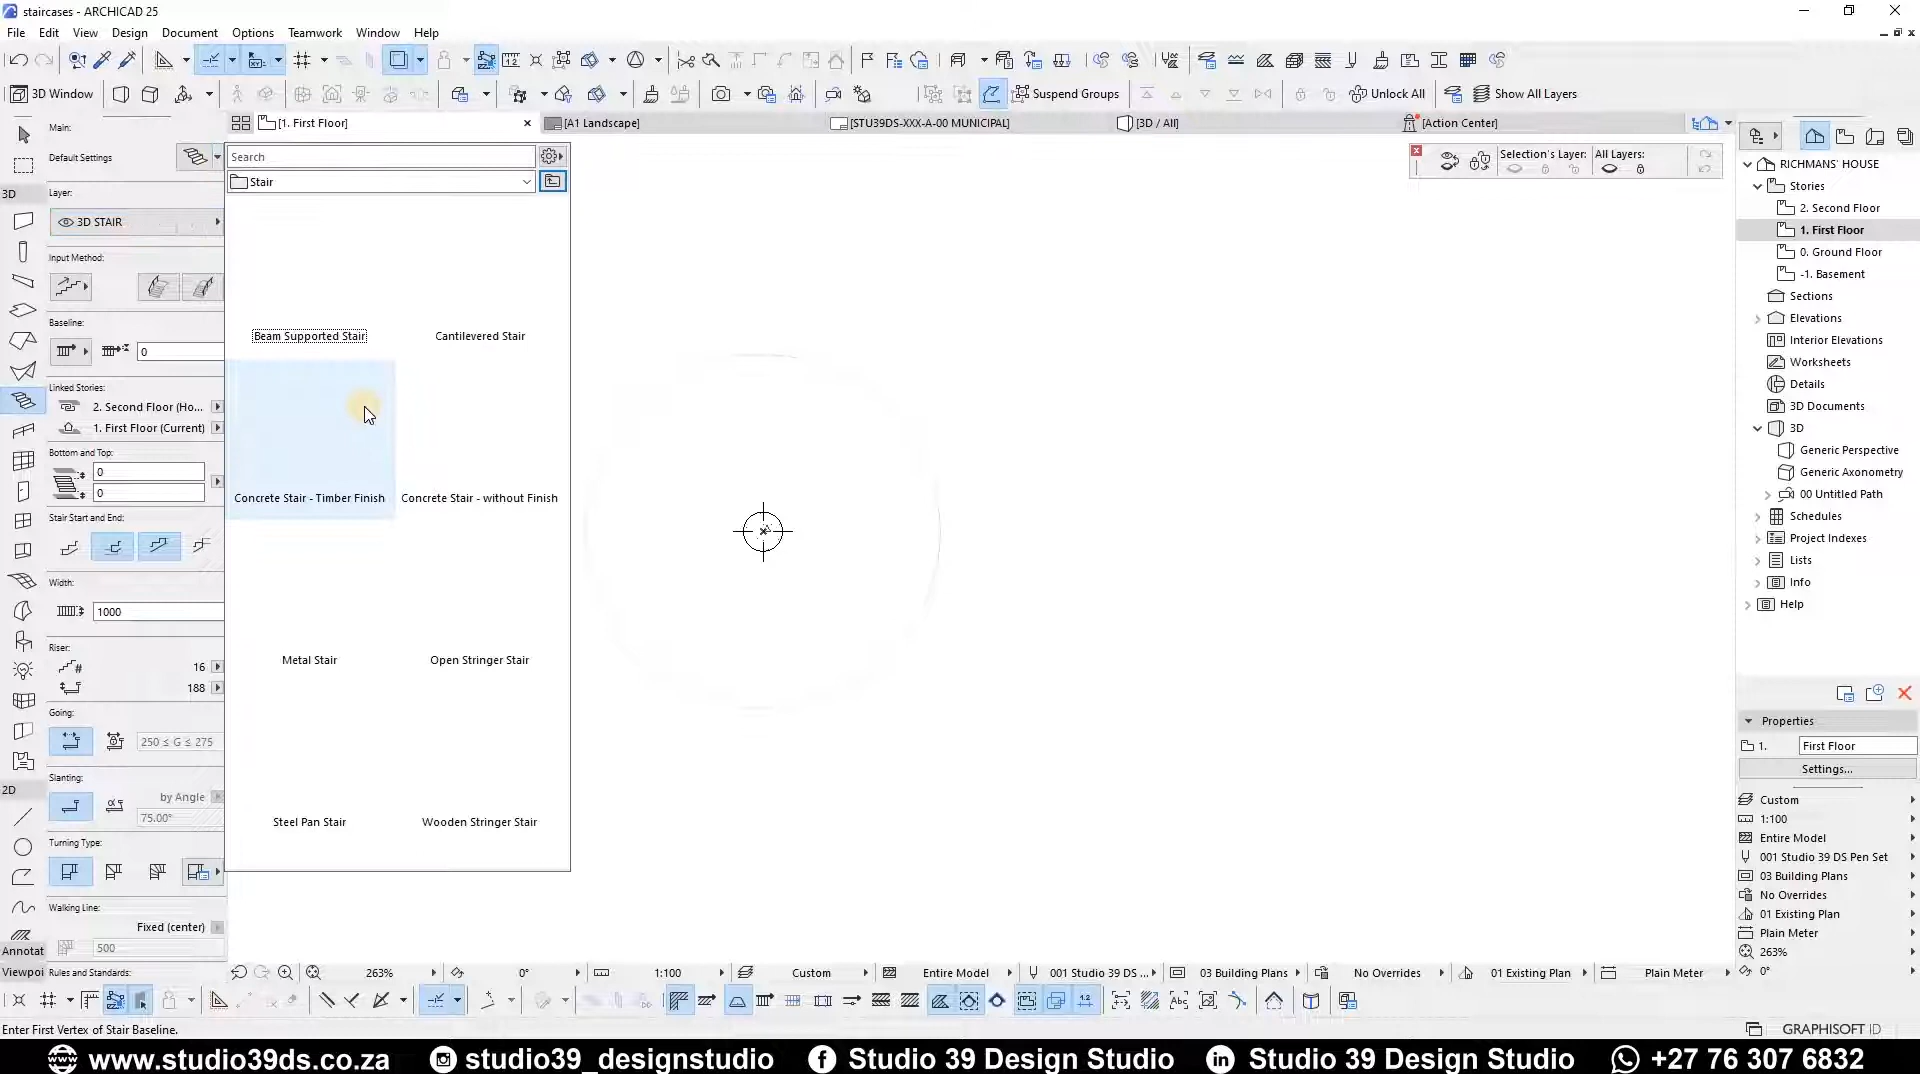 staircases - ARCHICAD 25
File Edit View Design Document Options Teamwork Window Help
3D Window
Suspend Groups
Unlock All
Show All Layers
Main:
[1. First Floor]
[A1 Landscape]
[STU39DS-XXX-A-00 MUNICIPAL]
[3D / All]
[Action Center]
Default Settings
Search
Stair
3D
Layer:
3D STAIR
Input Method:
Baseline:
0
Linked Stories:
2. Second Floor (Ho...
1. First Floor (Current)
Bottom and Top:
0
0
Stair Start and End:
Width:
1000
Riser:
16
188
Going:
250 ≤ G ≤ 275
Slanting:
by Angle
75.00°
2D
Turning Type:
Walking Line:
Fixed (center)
500
Annotat
Viewpoi
Rules and Standards:
Beam Supported Stair
Cantilevered Stair
Concrete Stair - Timber Finish
Concrete Stair - without Finish
Metal Stair
Open Stringer Stair
Steel Pan Stair
Wooden Stringer Stair
Selection's Layer:
All Layers:
RICHMANS' HOUSE
Stories
2. Second Floor
1. First Floor
0. Ground Floor
-1. Basement
Sections
Elevations
Interior Elevations
Worksheets
Details
3D Documents
3D
Generic Perspective
Generic Axonometry
00 Untitled Path
Schedules
Project Indexes
Lists
Info
Help
Properties
1.
First Floor
Settings...
Custom
1:100
Entire Model
001 Studio 39 DS Pen Set
03 Building Plans
No Overrides
01 Existing Plan
Plain Meter
263%
0°
263%
0°
1:100
Custom
Entire Model
001 Studio 39 DS ...
03 Building Plans
No Overrides
01 Existing Plan
Plain Meter
Enter First Vertex of Stair Baseline.
GRAPHISOFT ID
www.studio39ds.co.za
studio39_designstudio
Studio 39 Design Studio
Studio 39 Design Studio
+27 76 307 6832